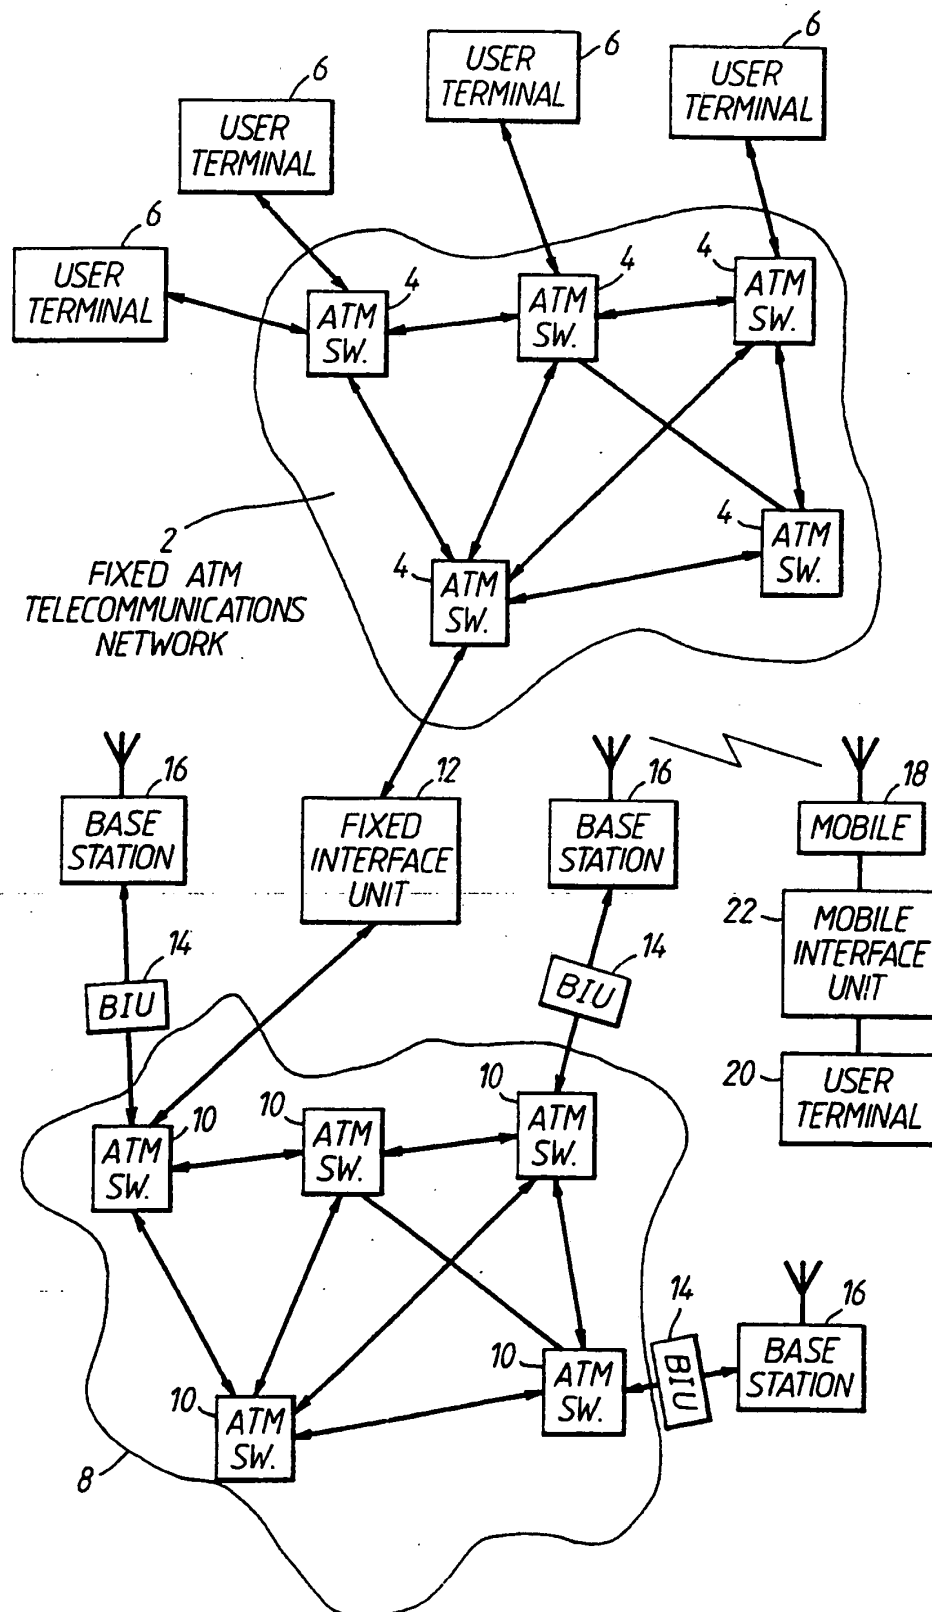 6
USER
TERMINAL
6
USER
TERMINAL
6
USER
TERMINAL
6
USER
TERMINAL
4
ATM
SW.
4
ATM
SW.
4
ATM
SW.
4
ATM
SW.
4
ATM
SW.
2
FIXED ATM
TELECOMMUNICATIONS
NETWORK
16
BASE
STATION
12
FIXED
INTERFACE
UNIT
16
BASE
STATION
18
MOBILE
22
MOBILE
INTERFACE
UNIT
20
USER
TERMINAL
14
BIU
14
BIU
10
ATM
SW.
10
ATM
SW.
10
ATM
SW.
10
ATM
SW.
10
ATM
SW.
14
BIU
16
BASE
STATION
8